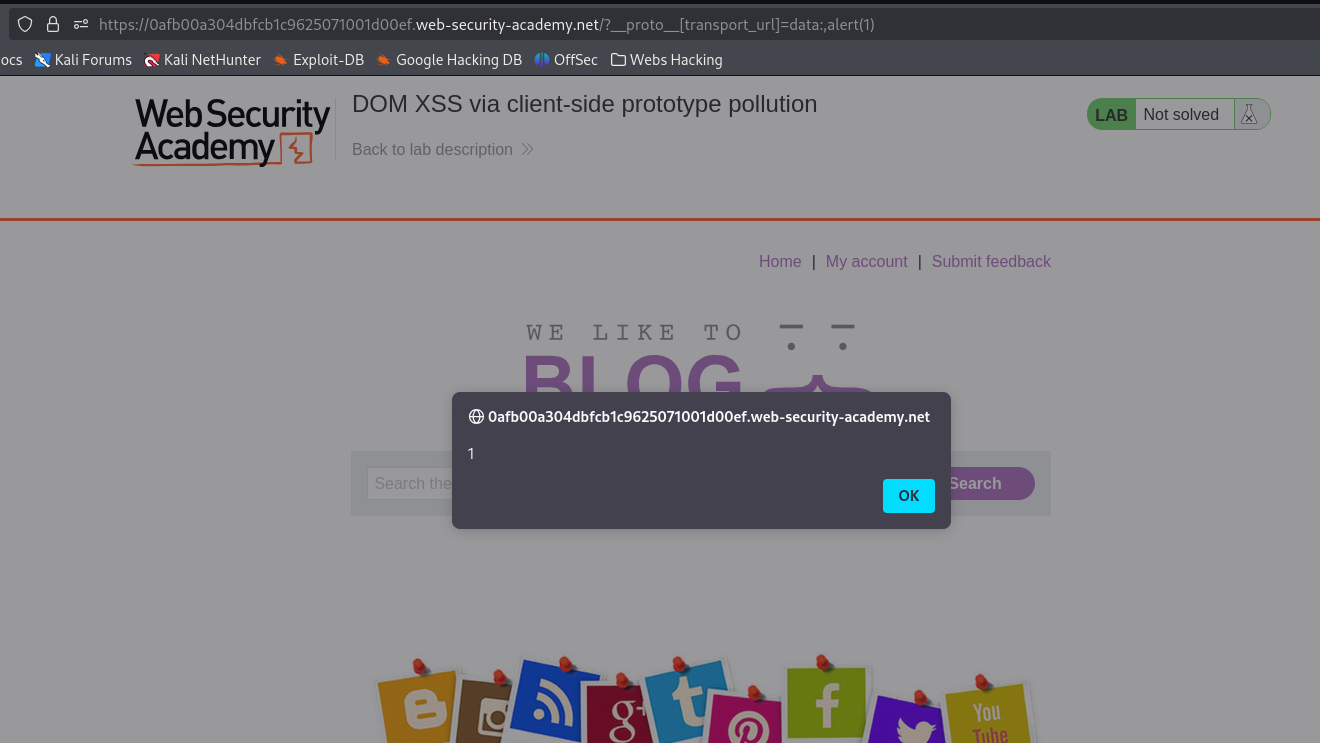 https://0afb00a304dbfcb1c9625071001d00ef.web-security-academy.net/?__proto__[transport_url]=data:,alert(1)
ocs Kali Forums Kali NetHunter Exploit-DB Google Hacking DB OffSec Webs Hacking
Web Security
Academy
DOM XSS via client-side prototype pollution
Back to lab description
LAB Not solved
Home | My account | Submit feedback
WE LIKE TO
BLOG
0afb00a304dbfcb1c9625071001d00ef.web-security-academy.net
1
OK
Search the
Search
g+
t
f
You
Tube